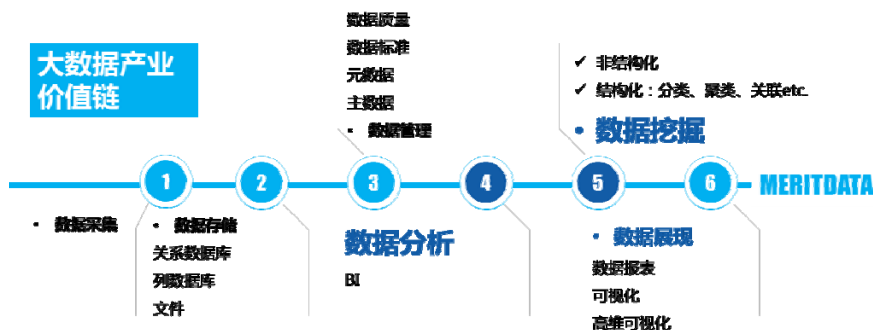 大数据产业
价值链
数据质量
数据标准
元数据
主数据
• 数据管理
✓ 非结构化
✓ 结构化：分类、聚类、关联etc.
• 数据挖掘
1
2
3
4
5
6
MERITDATA
• 数据采集
• 数据存储
关系数据库
列数据库
文件
数据分析
BI
• 数据展现
数据报表
可视化
高维可视化